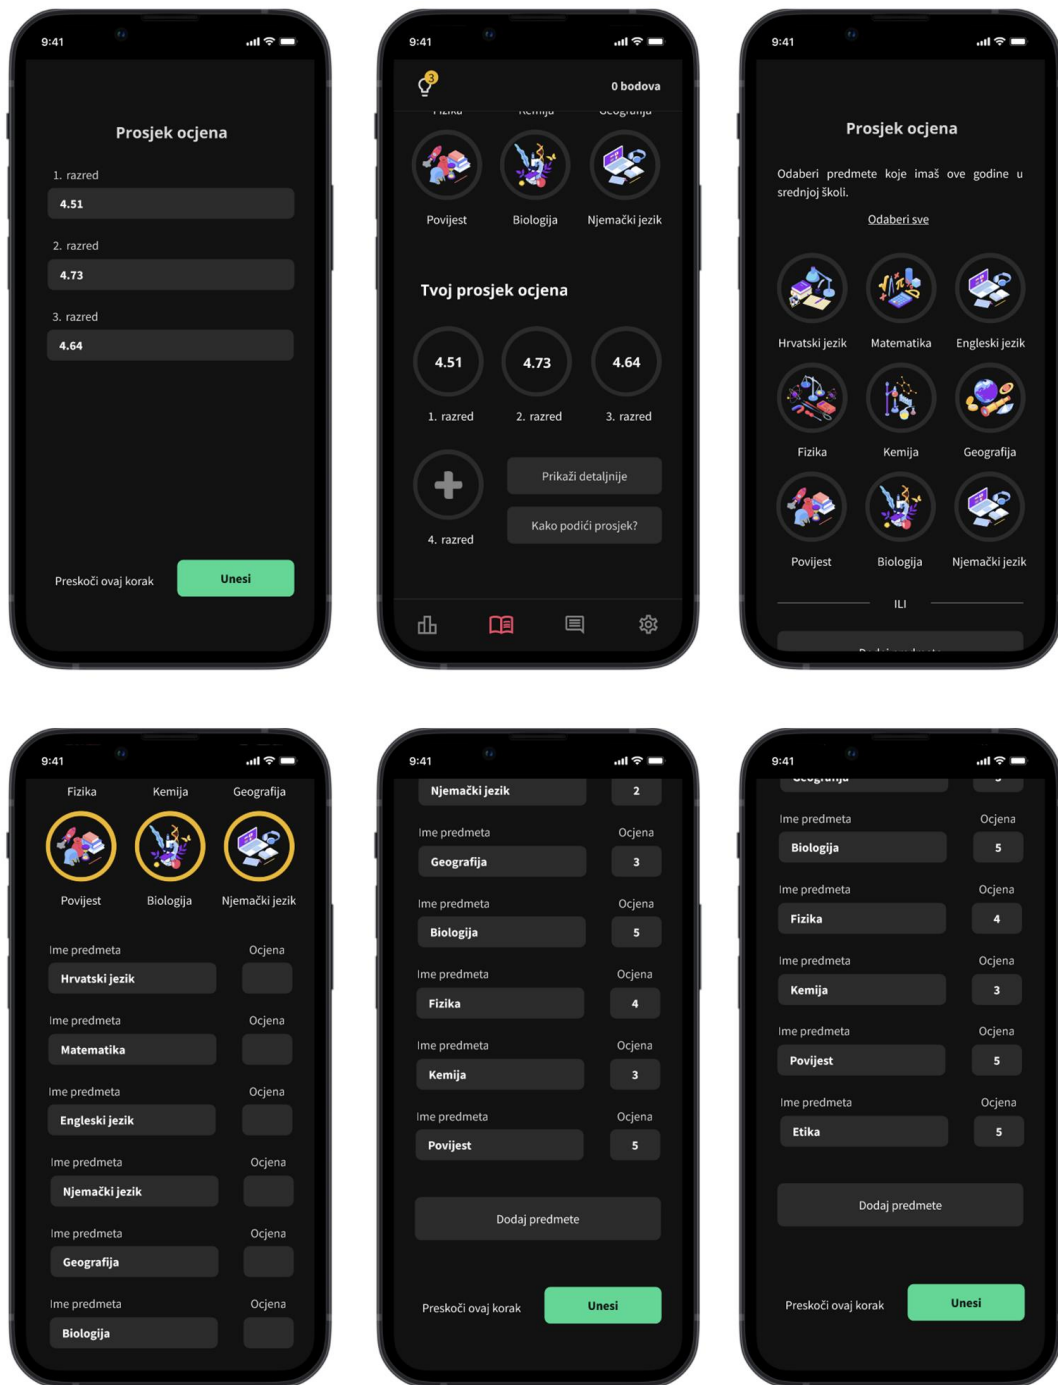 9:41
Prosjek ocjena
1. razred
4.51
2. razred
4.73
3. razred
4.64
Preskoči ovaj korak
Unesi
9:41
3
0 bodova
Fizika Kemija Geografija
Povijest Biologija Njemački jezik
Tvoj prosjek ocjena
4.51 4.73 4.64
1. razred 2. razred 3. razred
Prikaži detaljnije
Kako podići prosjek?
4. razred
9:41
Prosjek ocjena
Odaberi predmete koje imaš ove godine u
srednjoj školi.
Odaberi sve
Hrvatski jezik Matematika Engleski jezik
Fizika Kemija Geografija
Povijest Biologija Njemački jezik
ILI
Dodaj predmete
9:41
Fizika Kemija Geografija
Povijest Biologija Njemački jezik
Ime predmeta Ocjena
Hrvatski jezik
Ime predmeta Ocjena
Matematika
Ime predmeta Ocjena
Engleski jezik
Ime predmeta Ocjena
Njemački jezik
Ime predmeta Ocjena
Geografija
Ime predmeta Ocjena
Biologija
9:41
Njemački jezik 2
Ime predmeta Ocjena
Geografija 3
Ime predmeta Ocjena
Biologija 5
Ime predmeta Ocjena
Fizika 4
Ime predmeta Ocjena
Kemija 3
Ime predmeta Ocjena
Povijest 5
Dodaj predmete
Preskoči ovaj korak
Unesi
9:41
Geografija 3
Ime predmeta Ocjena
Biologija 5
Ime predmeta Ocjena
Fizika 4
Ime predmeta Ocjena
Kemija 3
Ime predmeta Ocjena
Povijest 5
Ime predmeta Ocjena
Etika 5
Dodaj predmete
Preskoči ovaj korak
Unesi